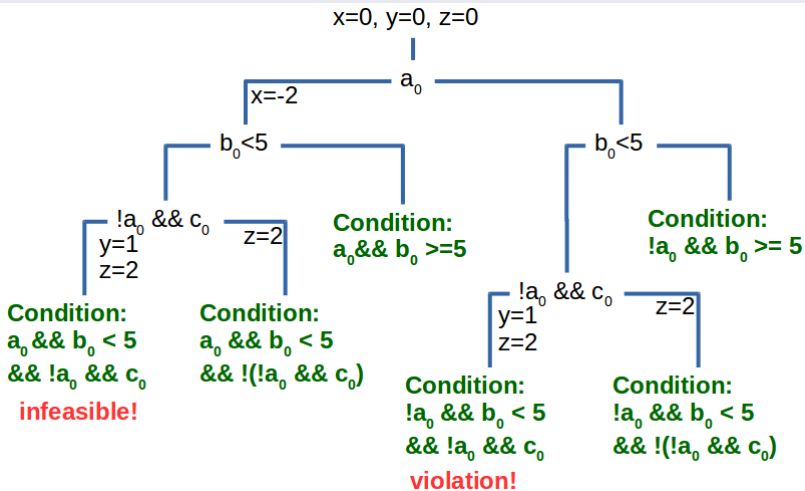 x=0, y=0, z=0
a₀
x=-2
b₀<5
b₀<5
!a₀ && c₀
y=1
z=2
z=2
Condition:
a₀&& b₀ >=5
Condition:
!a₀ && b₀ >= 5
Condition:
a₀ && b₀ < 5
&& !a₀ && c₀
infeasible!
Condition:
a₀ && b₀ < 5
&& !(!a₀ && c₀)
!a₀ && c₀
y=1
z=2
z=2
Condition:
!a₀ && b₀ < 5
&& !a₀ && c₀
violation!
Condition:
!a₀ && b₀ < 5
&& !(!a₀ && c₀)